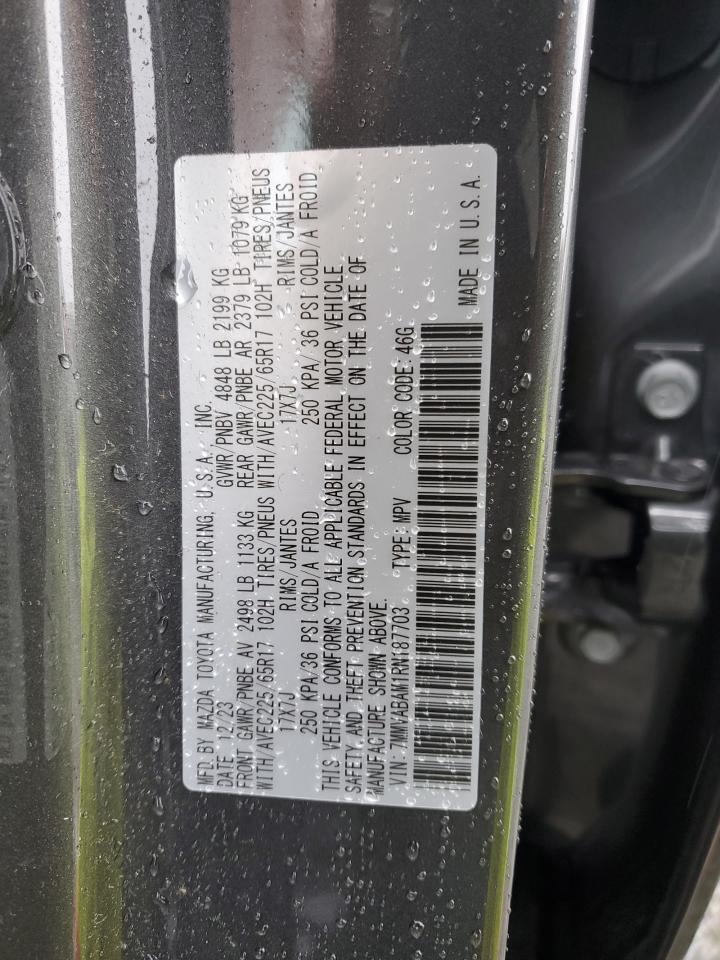 MFD.BY MAZDA TOYOTA MANUFACTURING, U.S.A., INC.
DATE 12/23 GVWR/PNBV 4848 LB 2199 KG
FRONT GAWR/PNBE AV 2498 LB 1133 KG REAR GAWR/PNBE AR 2379 LB 1079 KG
WITH/AVEC225/65R17 102H TIRES/PNEUS WITH/AVEC225/65R17 102H TIRES/PNEUS
17X7J RIMS/JANTES 17X7J RIMS/JANTES
250 KPA/36 PSI COLD/A FROID 250 KPA/ 36 PSI COLD/A FROID
THIS VEHICLE CONFORMS TO ALL APPLICABLE FEDERAL MOTOR VEHICLE
SAFETY AND THEFT PREVENTION STANDARDS IN EFFECT ON THE DATE OF
MANUFACTURE SHOWN ABOVE.
VIN: 7MMVABAM1RN187703 TYPE: MPV COLOR CODE: 46G
MADE IN U.S.A.